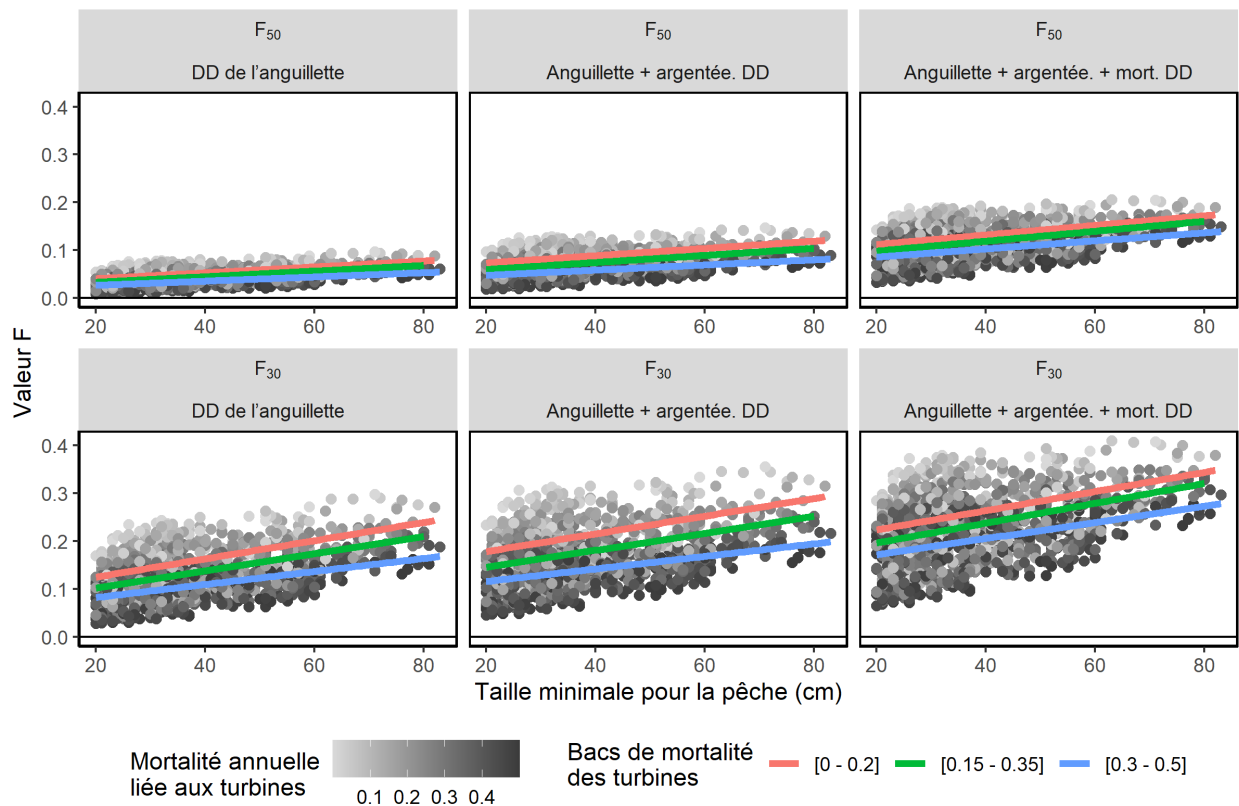 F50
F50
F50
DD de l'anguillette
Anguillette + argentée. DD
Anguillette + argentée. + mort. DD
0.4
0.3
0.2
0.1
0.0
20 40 60 80
20 40 60 80
20 40 60 80
Valeur F
F30
F30
F30
DD de l'anguillette
Anguillette + argentée. DD
Anguillette + argentée. + mort. DD
0.4
0.3
0.2
0.1
0.0
20 40 60 80
20 40 60 80
20 40 60 80
Taille minimale pour la pêche (cm)
Mortalité annuelle
liée aux turbines
0.1 0.2 0.3 0.4
Bacs de mortalité
des turbines
[0 - 0.2]
[0.15 - 0.35]
[0.3 - 0.5]